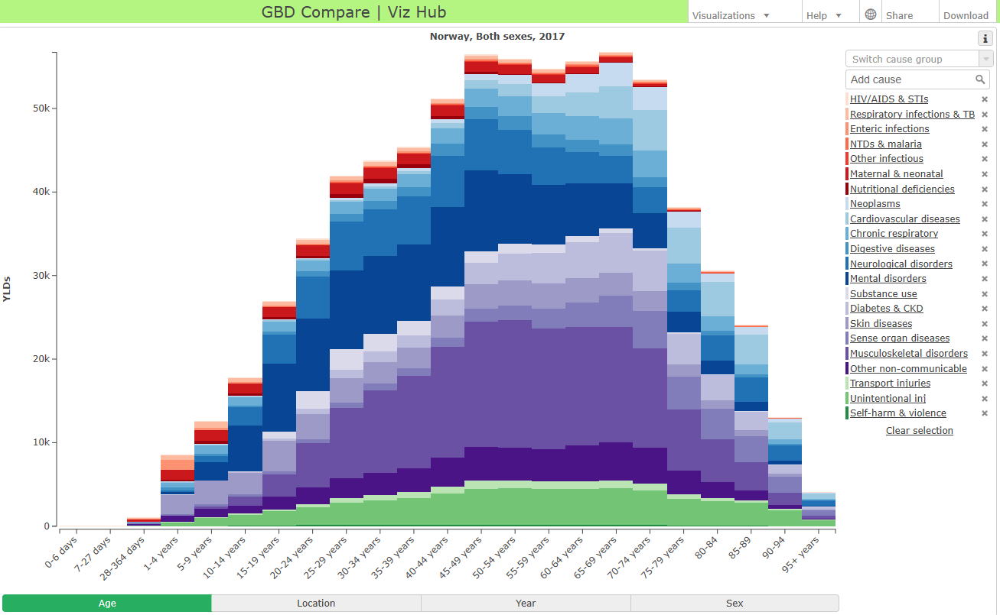 GBD Compare | Viz Hub
Visualizations ▼
Help ▼
Share
Download
Norway, Both sexes, 2017
i
Switch cause group
Add cause
HIV/AIDS & STIs
Respiratory infections & TB
Enteric infections
NTDs & malaria
Other infectious
Maternal & neonatal
Nutritional deficiencies
Neoplasms
Cardiovascular diseases
Chronic respiratory
Digestive diseases
Neurological disorders
Mental disorders
Substance use
Diabetes & CKD
Skin diseases
Sense organ diseases
Musculoskeletal disorders
Other non-communicable
Transport injuries
Unintentional inj
Self-harm & violence
Clear selection
YLDs
50k
40k
30k
20k
10k
0
0-6 days
7-27 days
28-364 days
1-4 years
5-9 years
10-14 years
15-19 years
20-24 years
25-29 years
30-34 years
35-39 years
40-44 years
45-49 years
50-54 years
55-59 years
60-64 years
65-69 years
70-74 years
75-79 years
80-84
85-89
90-94
95+ years
Age
Location
Year
Sex